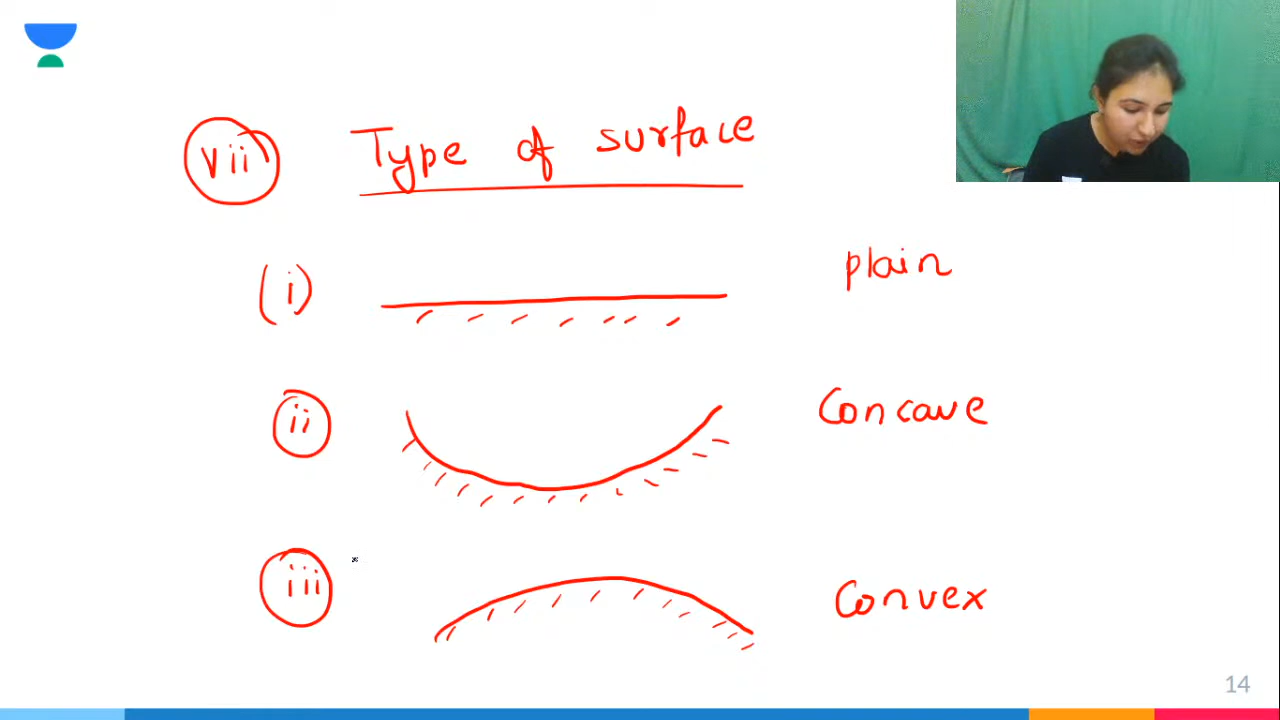 vii Type of surface
(i) plain
ii Concave
iii Convex
14